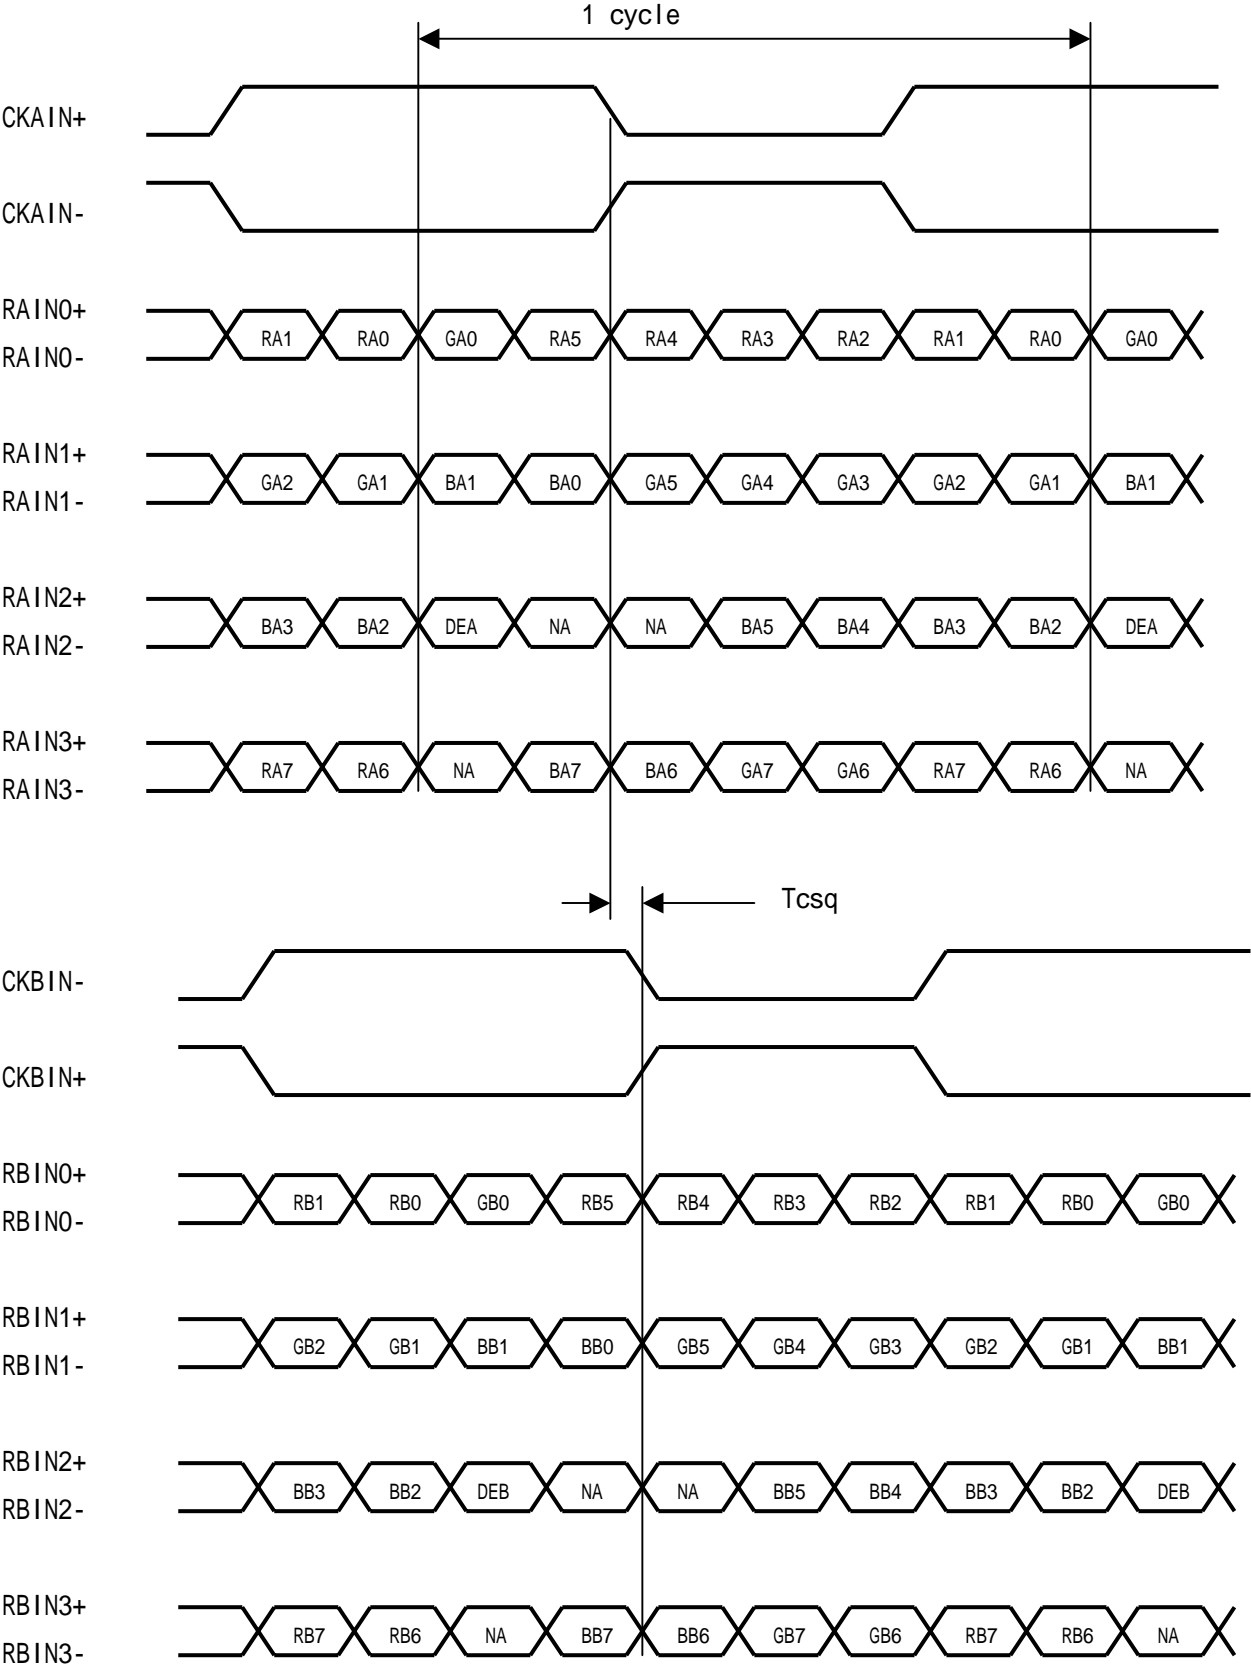 1 cycle
CKAIN+
CKAIN-
RAIN0+
RA1 RA0 GA0 RA5 RA4 RA3 RA2 RA1 RA0 GA0
RAIN0-
RAIN1+
GA2 GA1 BA1 BA0 GA5 GA4 GA3 GA2 GA1 BA1
RAIN1-
RAIN2+
BA3 BA2 DEA NA NA BA5 BA4 BA3 BA2 DEA
RAIN2-
RAIN3+
RA7 RA6 NA BA7 BA6 GA7 GA6 RA7 RA6 NA
RAIN3-
Tcsq
CKBIN-
CKBIN+
RBIN0+
RB1 RB0 GB0 RB5 RB4 RB3 RB2 RB1 RB0 GB0
RBIN0-
RBIN1+
GB2 GB1 BB1 BB0 GB5 GB4 GB3 GB2 GB1 BB1
RBIN1-
RBIN2+
BB3 BB2 DEB NA NA BB5 BB4 BB3 BB2 DEB
RBIN2-
RBIN3+
RB7 RB6 NA BB7 BB6 GB7 GB6 RB7 RB6 NA
RBIN3-